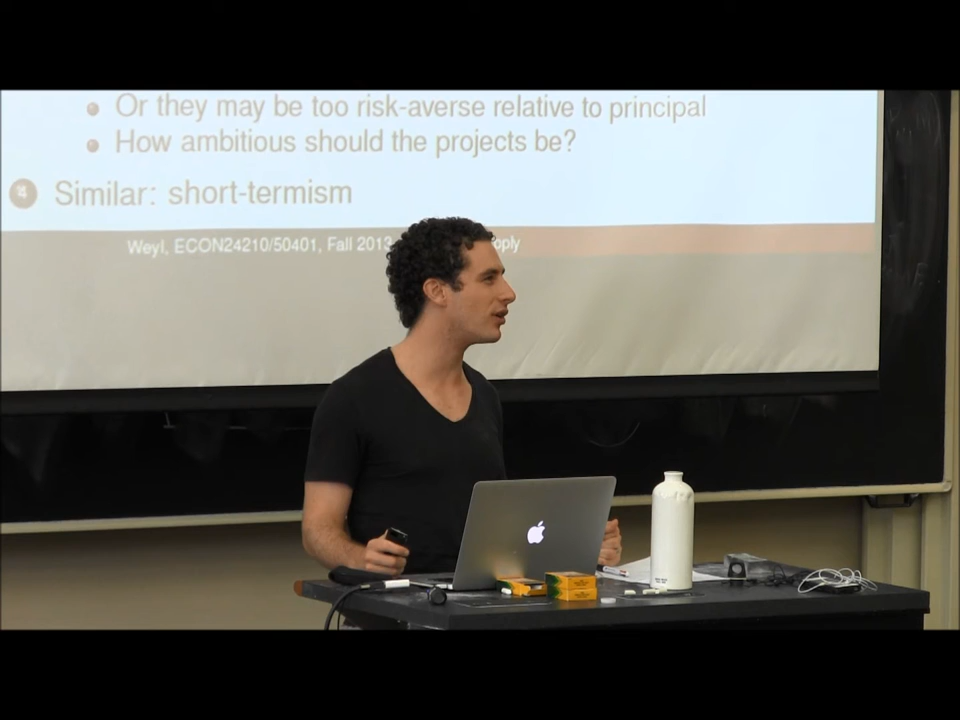 Or they may be too risk-averse relative to principal
How ambitious should the projects be?
4 Similar: short-termism
Weyl, ECON24210/50401, Fall 2013